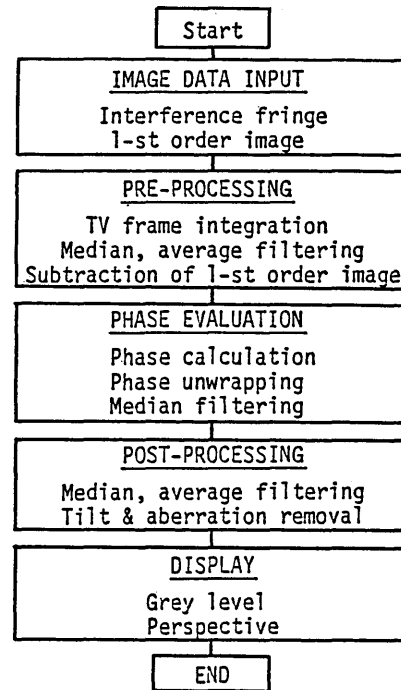 Start
IMAGE DATA INPUT
Interference fringe
1-st order image
PRE-PROCESSING
TV frame integration
Median, average filtering
Subtraction of 1-st order image
PHASE EVALUATION
Phase calculation
Phase unwrapping
Median filtering
POST-PROCESSING
Median, average filtering
Tilt & aberration removal
DISPLAY
Grey level
Perspective
END